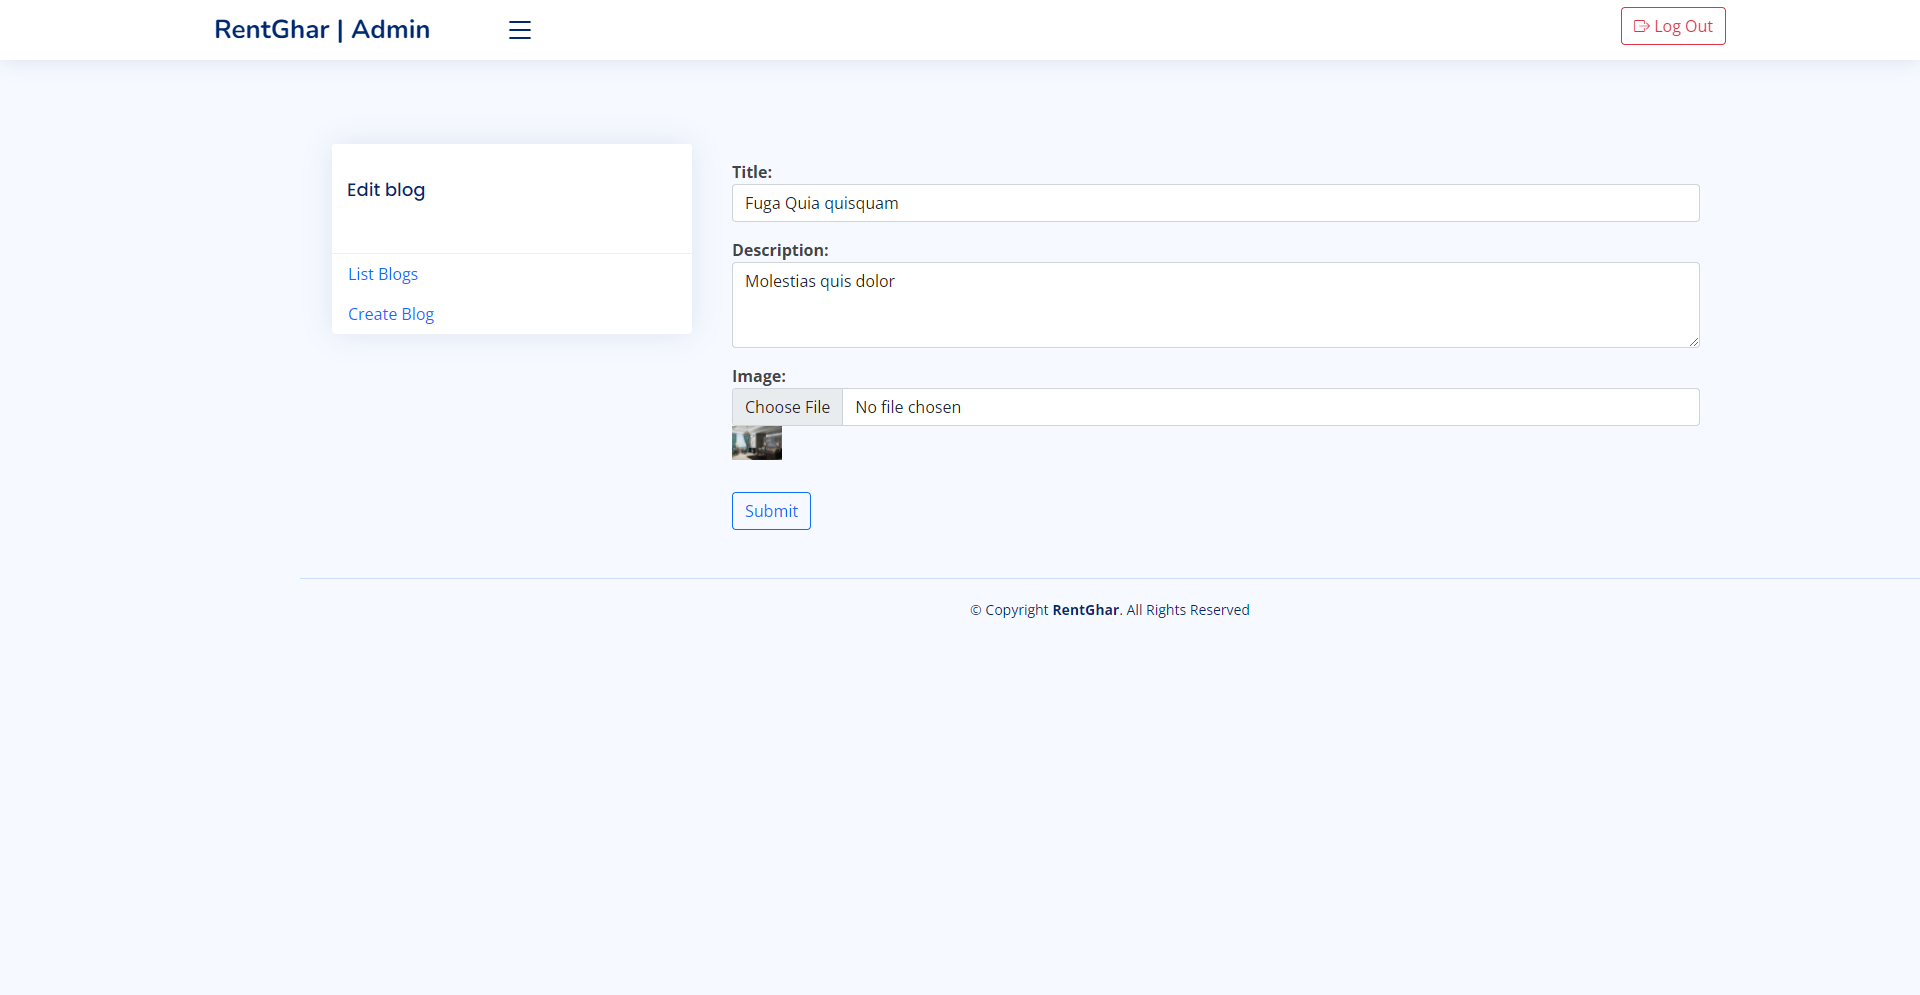 RentGhar | Admin
Log Out
Edit blog
List Blogs
Create Blog
Title:
Fuga Quia quisquam
Description:
Molestias quis dolor
Image:
Choose File No file chosen
Submit
© Copyright RentGhar. All Rights Reserved